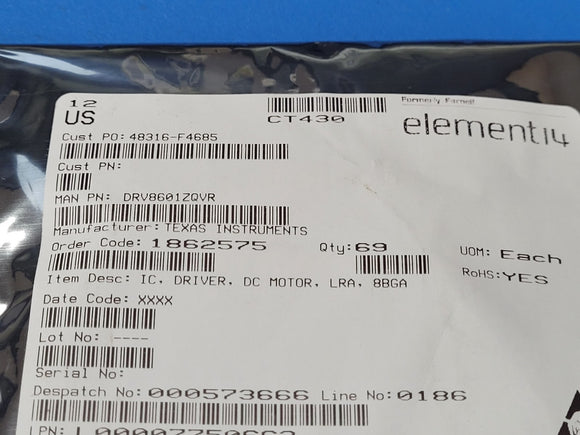 12
US
CT430
Formerly Farnell
element14
Cust PO: 48316-F4685
Cust PN:
MAN PN: DRV8601ZQVR
Manufacturer: TEXAS INSTRUMENTS
Order Code: 1862575 Qty: 69 UOM: Each
RoHS: YES
Item Desc: IC, DRIVER, DC MOTOR, LRA, 8BGA
Date Code: XXXX
Lot No: ----
Serial No:
Despatch No: 000573666 Line No: 0186
LPN: